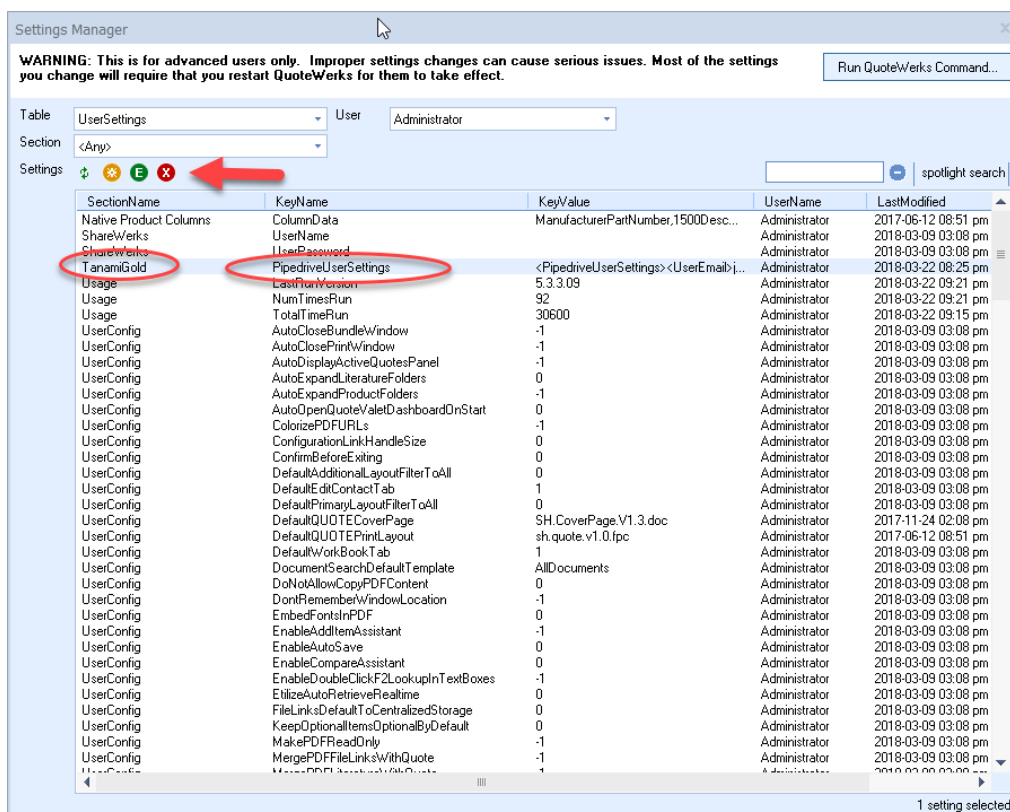 Settings Manager
WARNING: This is for advanced users only. Improper settings changes can cause serious issues. Most of the settings
you change will require that you restart QuoteWerks for them to take effect.
Run QuoteWerks Command...
Table UserSettings User Administrator
Section <Any>
Settings E X spotlight search
SectionName KeyName KeyValue UserName LastModified
Native Product Columns ColumnData ManufacturerPartNumber,1500Desc... Administrator 2017-06-12 08:51 pm
ShareWerks UserName Administrator 2018-03-09 03:08 pm
ShareWerks UserPassword Administrator 2018-03-09 03:08 pm
TanamiGold PipedriveUserSettings <PipedriveUserSettings><UserEmail>j... Administrator 2018-03-22 08:25 pm
Usage LastRunVersion 5.3.3.09 Administrator 2018-03-22 09:21 pm
Usage NumTimesRun 92 Administrator 2018-03-22 09:21 pm
Usage TotalTimeRun 30600 Administrator 2018-03-22 09:15 pm
UserConfig AutoCloseBundleWindow -1 Administrator 2018-03-09 03:08 pm
UserConfig AutoClosePrintWindow -1 Administrator 2018-03-09 03:08 pm
UserConfig AutoDisplayActiveQuotesPanel -1 Administrator 2018-03-09 03:08 pm
UserConfig AutoExpandLiteratureFolders 0 Administrator 2018-03-09 03:08 pm
UserConfig AutoExpandProductFolders -1 Administrator 2018-03-09 03:08 pm
UserConfig AutoOpenQuoteValetDashboardOnStart 0 Administrator 2018-03-09 03:08 pm
UserConfig ColorizePDFURLs -1 Administrator 2018-03-09 03:08 pm
UserConfig ConfigurationLinkHandleSize 0 Administrator 2018-03-09 03:08 pm
UserConfig ConfirmBeforeExiting 0 Administrator 2018-03-09 03:08 pm
UserConfig DefaultAdditionalLayoutFilterToAll 0 Administrator 2018-03-09 03:08 pm
UserConfig DefaultEditContactTab 1 Administrator 2018-03-09 03:08 pm
UserConfig DefaultPrimaryLayoutFilterToAll 0 Administrator 2018-03-09 03:08 pm
UserConfig DefaultQUOTECoverPage SH.CoverPage.V1.3.doc Administrator 2017-11-24 02:08 pm
UserConfig DefaultQUOTEPrintLayout sh.quote.v1.0.fpc Administrator 2017-06-12 08:51 pm
UserConfig DefaultWorkBookTab 1 Administrator 2018-03-09 03:08 pm
UserConfig DocumentSearchDefaultTemplate AllDocuments Administrator 2018-03-09 03:08 pm
UserConfig DoNotAllowCopyPDFContent 0 Administrator 2018-03-09 03:08 pm
UserConfig DontRememberWindowLocation -1 Administrator 2018-03-09 03:08 pm
UserConfig EmbedFontsInPDF 0 Administrator 2018-03-09 03:08 pm
UserConfig EnableAddItemAssistant -1 Administrator 2018-03-09 03:08 pm
UserConfig EnableAutoSave 0 Administrator 2018-03-09 03:08 pm
UserConfig EnableCompareAssistant 0 Administrator 2018-03-09 03:08 pm
UserConfig EnableDoubleClickF2LookupInTextBoxes -1 Administrator 2018-03-09 03:08 pm
UserConfig EtilizeAutoRetrieveRealtime 0 Administrator 2018-03-09 03:08 pm
UserConfig FileLinksDefaultToCentralizedStorage 0 Administrator 2018-03-09 03:08 pm
UserConfig KeepOptionalItemsOptionalByDefault 0 Administrator 2018-03-09 03:08 pm
UserConfig MakePDFReadOnly -1 Administrator 2018-03-09 03:08 pm
UserConfig MergePDFFileLinksWithQuote -1 Administrator 2018-03-09 03:08 pm
1 setting selected